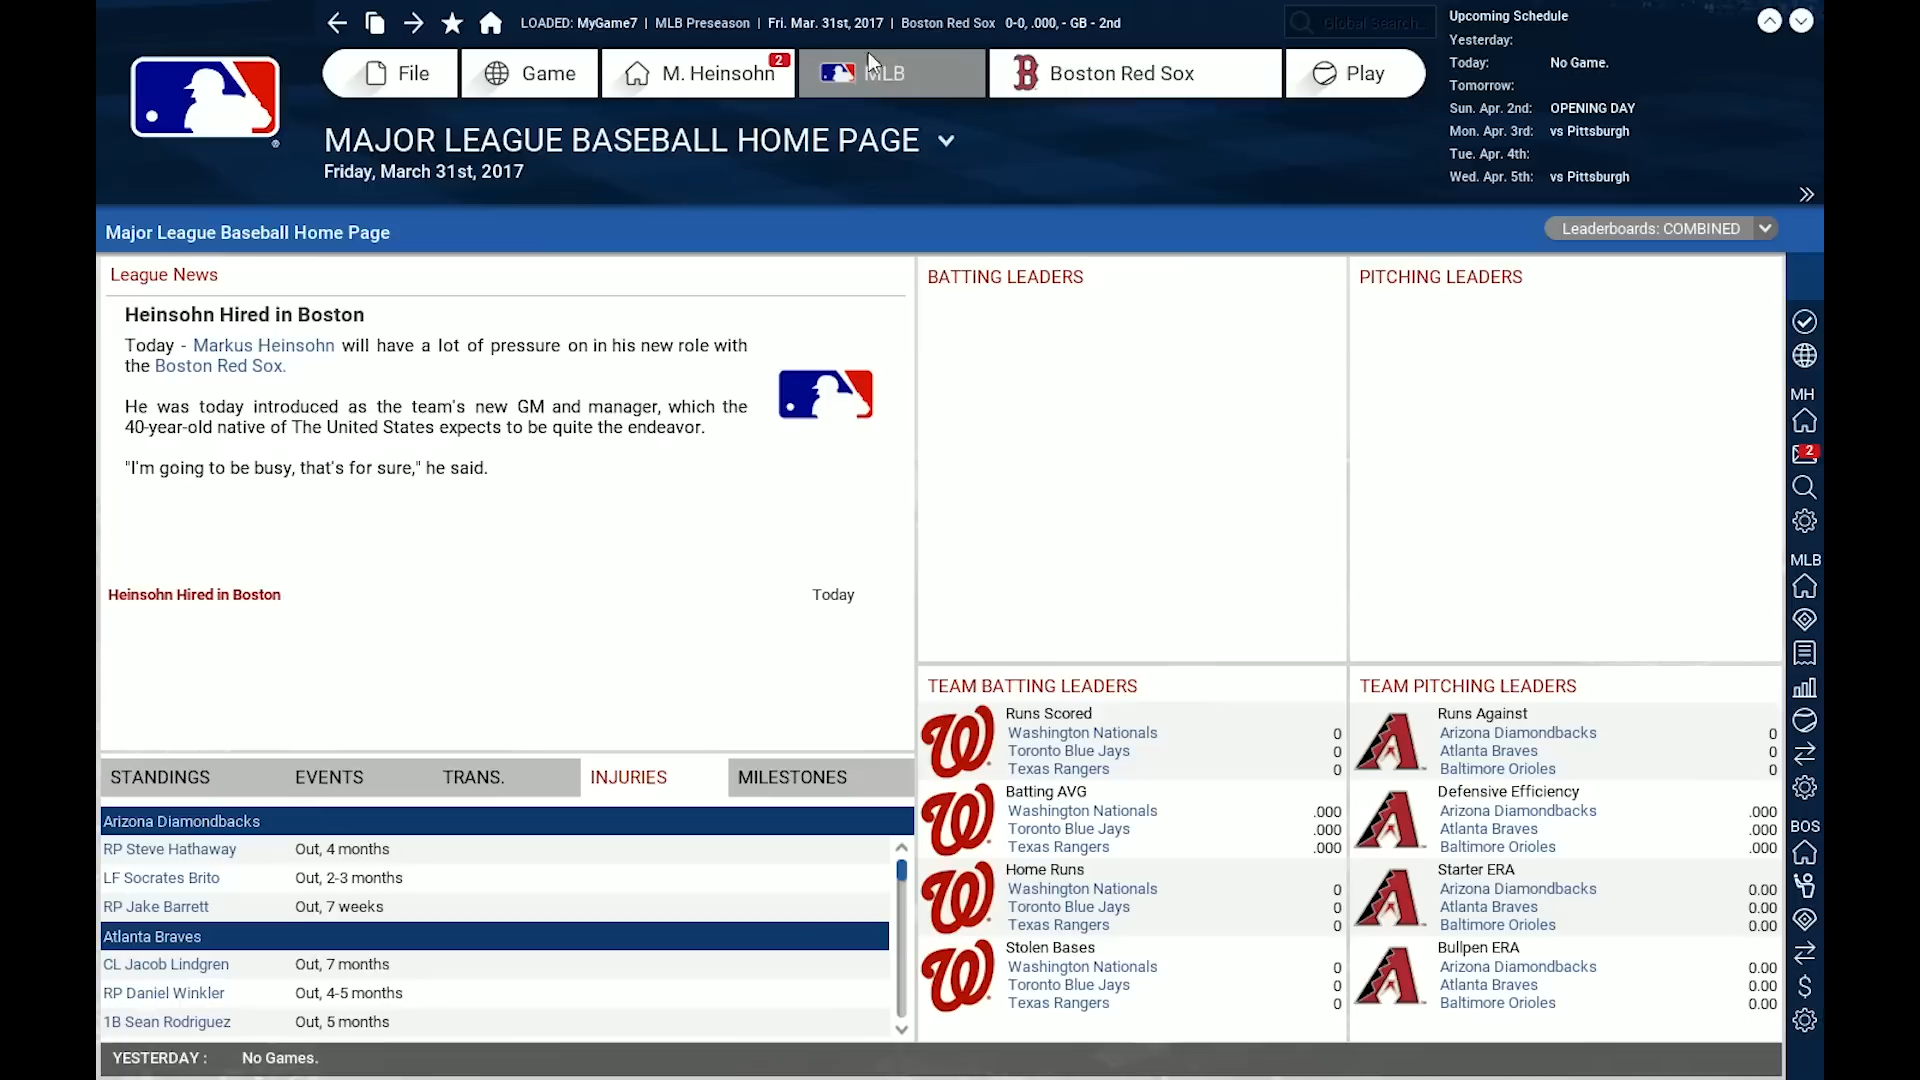 LOADED: MyGame7 | MLB Preseason | Fri. Mar. 31st, 2017 | Boston Red Sox 0-0, .000, - GB - 2nd
Global Search...
File
Game
M. Heinsohn
2
MLB
Boston Red Sox
Play
MAJOR LEAGUE BASEBALL HOME PAGE
Friday, March 31st, 2017
Upcoming Schedule
Yesterday:
Today: No Game.
Tomorrow:
Sun. Apr. 2nd: OPENING DAY
Mon. Apr. 3rd: vs Pittsburgh
Tue. Apr. 4th:
Wed. Apr. 5th: vs Pittsburgh
Major League Baseball Home Page
Leaderboards: COMBINED
League News
Heinsohn Hired in Boston
Today - Markus Heinsohn will have a lot of pressure on in his new role with
the Boston Red Sox.
He was today introduced as the team's new GM and manager, which the
40-year-old native of The United States expects to be quite the endeavor.
"I'm going to be busy, that's for sure," he said.
Heinsohn Hired in Boston Today
STANDINGS EVENTS TRANS. INJURIES MILESTONES
Arizona Diamondbacks
RP Steve Hathaway Out, 4 months
LF Socrates Brito Out, 2-3 months
RP Jake Barrett Out, 7 weeks
Atlanta Braves
CL Jacob Lindgren Out, 7 months
RP Daniel Winkler Out, 4-5 months
1B Sean Rodriguez Out, 5 months
BATTING LEADERS
PITCHING LEADERS
TEAM BATTING LEADERS
Runs Scored
Washington Nationals 0
Toronto Blue Jays 0
Texas Rangers 0
Batting AVG
Washington Nationals .000
Toronto Blue Jays .000
Texas Rangers .000
Home Runs
Washington Nationals 0
Toronto Blue Jays 0
Texas Rangers 0
Stolen Bases
Washington Nationals 0
Toronto Blue Jays 0
Texas Rangers 0
TEAM PITCHING LEADERS
Runs Against
Arizona Diamondbacks 0
Atlanta Braves 0
Baltimore Orioles 0
Defensive Efficiency
Arizona Diamondbacks .000
Atlanta Braves .000
Baltimore Orioles .000
Starter ERA
Arizona Diamondbacks 0.00
Atlanta Braves 0.00
Baltimore Orioles 0.00
Bullpen ERA
Arizona Diamondbacks 0.00
Atlanta Braves 0.00
Baltimore Orioles 0.00
MH
2
MLB
BOS
YESTERDAY : No Games.